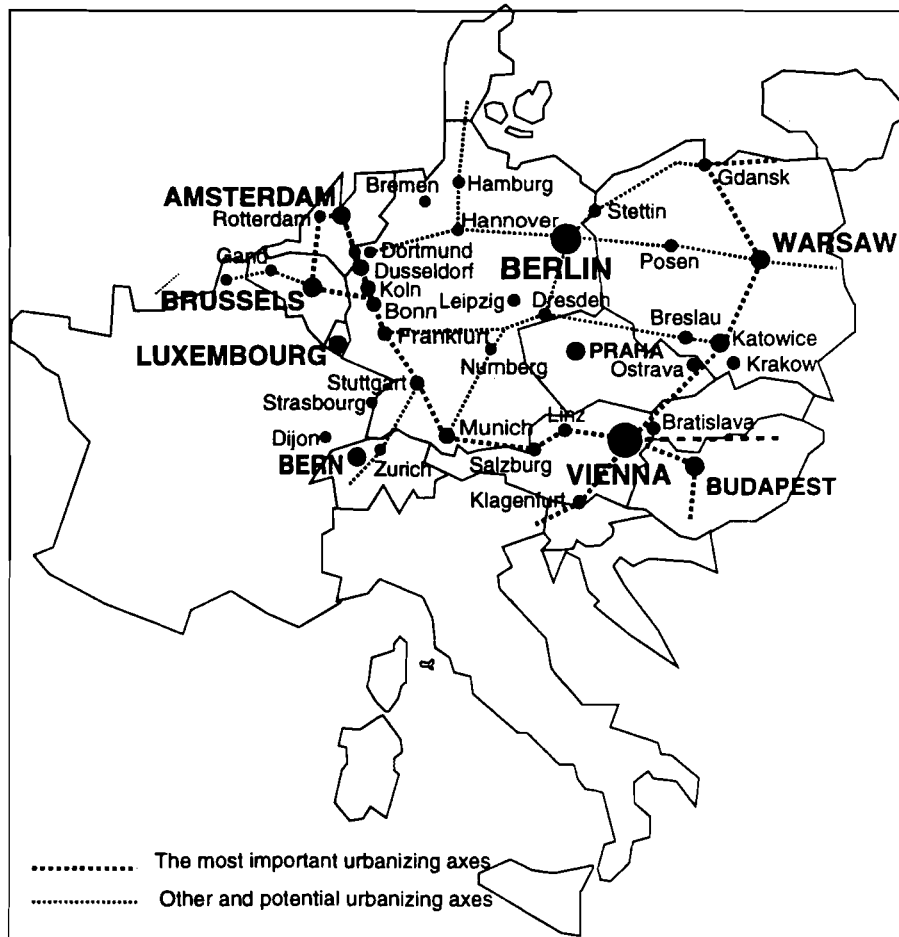 Bremen
Hamburg
Gdansk
AMSTERDAM
Rotterdam
Hannover
Stettin
WARSAW
Gand
Dortmund
BERLIN
Posen
Dusseldorf
BRUSSELS
Koln
Leipzig
Dresden
Bonn
Breslau
Frankfurt
Katowice
LUXEMBOURG
Nurnberg
PRAHA
Ostrava
Krakow
Stuttgart
Strasbourg
Linz
Bratislava
Dijon
Munich
BERN
Zurich
Salzburg
VIENNA
BUDAPEST
Klagenfurt
The most important urbanizing axes
Other and potential urbanizing axes